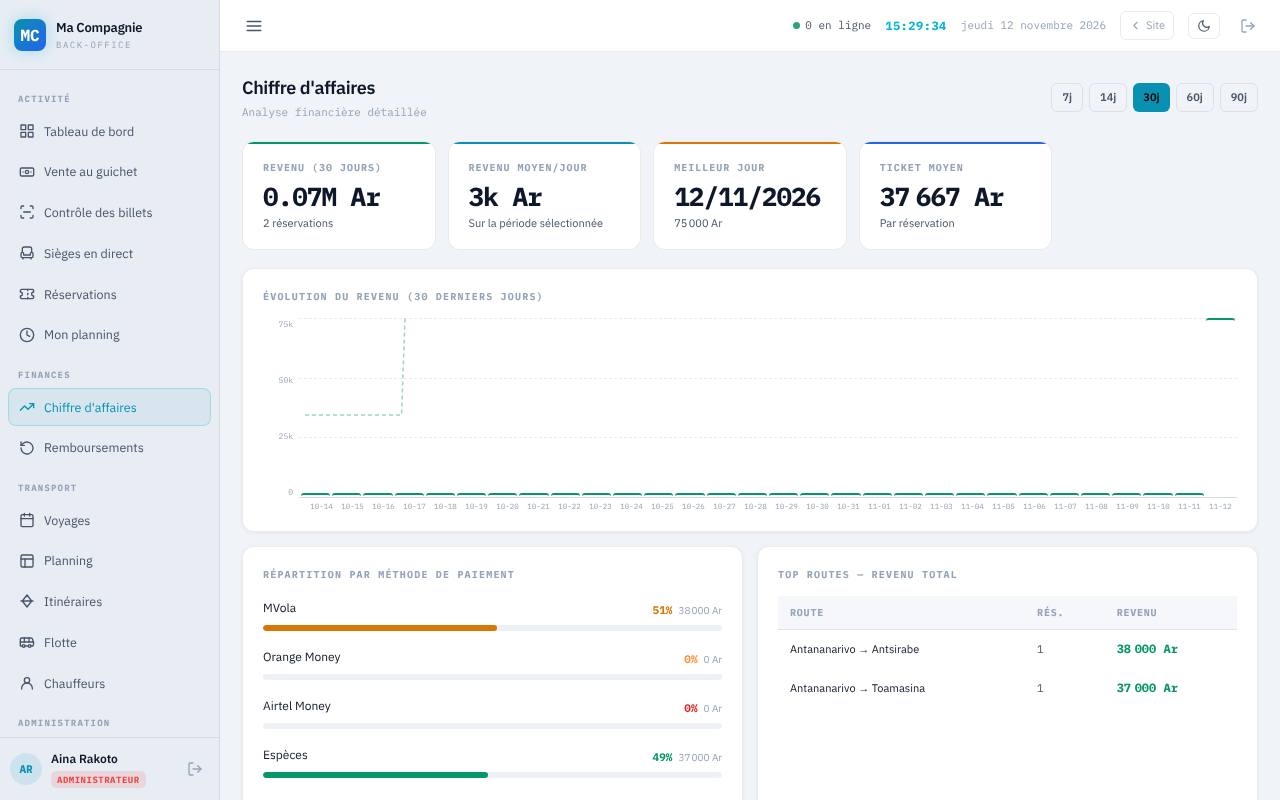 MC
Ma Compagnie
BACK-OFFICE
0 en ligne 15:29:34 jeudi 12 novembre 2026 Site
ACTIVITÉ
Tableau de bord
Vente au guichet
Contrôle des billets
Sièges en direct
Réservations
Mon planning
FINANCES
Chiffre d'affaires
Remboursements
TRANSPORT
Voyages
Planning
Itinéraires
Flotte
Chauffeurs
ADMINISTRATION
AR
Aina Rakoto
ADMINISTRATEUR
Chiffre d'affaires
Analyse financière détaillée
7j 14j 30j 60j 90j
REVENU (30 JOURS)
0.07M Ar
2 réservations
REVENU MOYEN/JOUR
3k Ar
Sur la période sélectionnée
MEILLEUR JOUR
12/11/2026
75 000 Ar
TICKET MOYEN
37 667 Ar
Par réservation
ÉVOLUTION DU REVENU (30 DERNIERS JOURS)
75k
50k
25k
0
10-14 10-15 10-16 10-17 10-18 10-19 10-20 10-21 10-22 10-23 10-24 10-25 10-26 10-27 10-28 10-29 10-30 10-31 11-01 11-02 11-03 11-04 11-05 11-06 11-07 11-08 11-09 11-10 11-11 11-12
RÉPARTITION PAR MÉTHODE DE PAIEMENT
MVola 51% 38 000 Ar
Orange Money 0% 0 Ar
Airtel Money 0% 0 Ar
Espèces 49% 37 000 Ar
TOP ROUTES — REVENU TOTAL
ROUTE RÉS. REVENU
Antananarivo → Antsirabe 1 38 000 Ar
Antananarivo → Toamasina 1 37 000 Ar